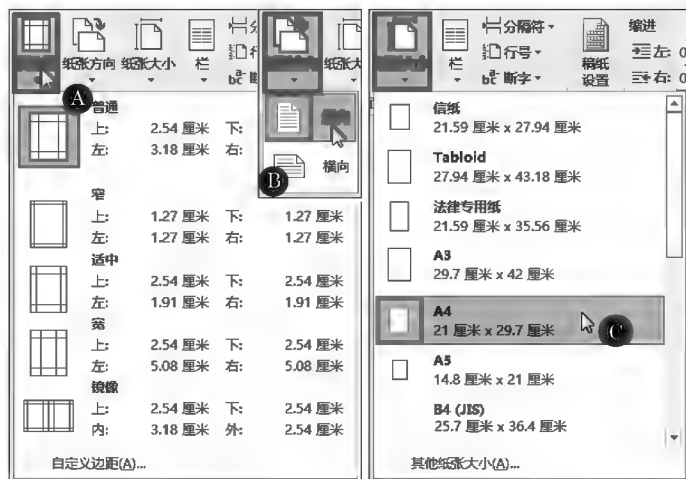 纸张方向 纸张大小 栏
A
普通
上: 2.54 厘米 下:
左: 3.18 厘米 右:
窄
上: 1.27 厘米 下: 1.27 厘米
左: 1.27 厘米 右: 1.27 厘米
适中
上: 2.54 厘米 下: 2.54 厘米
左: 1.91 厘米 右: 1.91 厘米
宽
上: 2.54 厘米 下: 2.54 厘米
左: 5.08 厘米 右: 5.08 厘米
镜像
上: 2.54 厘米 下: 2.54 厘米
内: 3.18 厘米 外: 2.54 厘米
自定义边距(A)...
横向
B
栏
分隔符
行号
bc 断字
稿纸
设置
缩进
左: 0
右: 0
信纸
21.59 厘米 x 27.94 厘米
Tabloid
27.94 厘米 x 43.18 厘米
法律专用纸
21.59 厘米 x 35.56 厘米
A3
29.7 厘米 x 42 厘米
A4
21 厘米 x 29.7 厘米
C
A5
14.8 厘米 x 21 厘米
B4 (JIS)
25.7 厘米 x 36.4 厘米
其他纸张大小(A)...